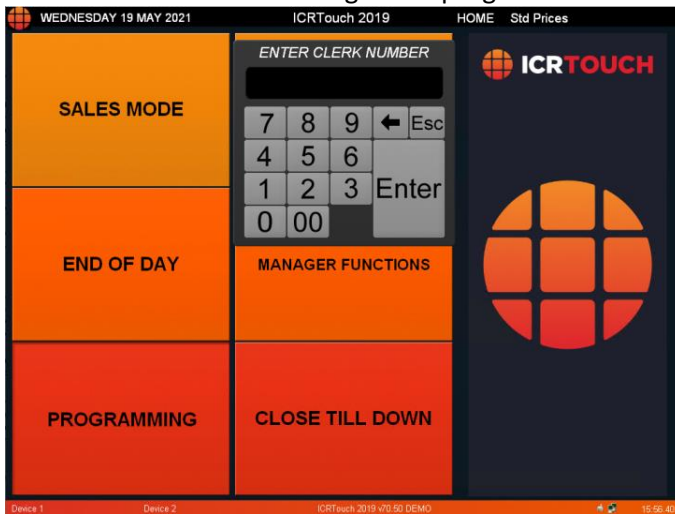 WEDNESDAY 19 MAY 2021 ICRTouch 2019 HOME Std Prices
ENTER CLERK NUMBER
ICRTOUCH
SALES MODE
7 8 9 Esc
4 5 6
1 2 3 Enter
0 00
END OF DAY
MANAGER FUNCTIONS
PROGRAMMING
CLOSE TILL DOWN
Device 1 Device 2 ICRTouch 2019 v70.50 DEMO 15:56:40